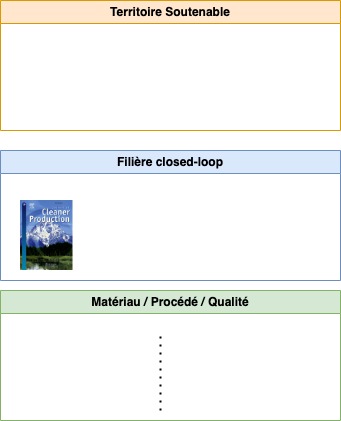 Territoire Soutenable
Filière closed-loop
Cleaner
Production
Matériau / Procédé / Qualité